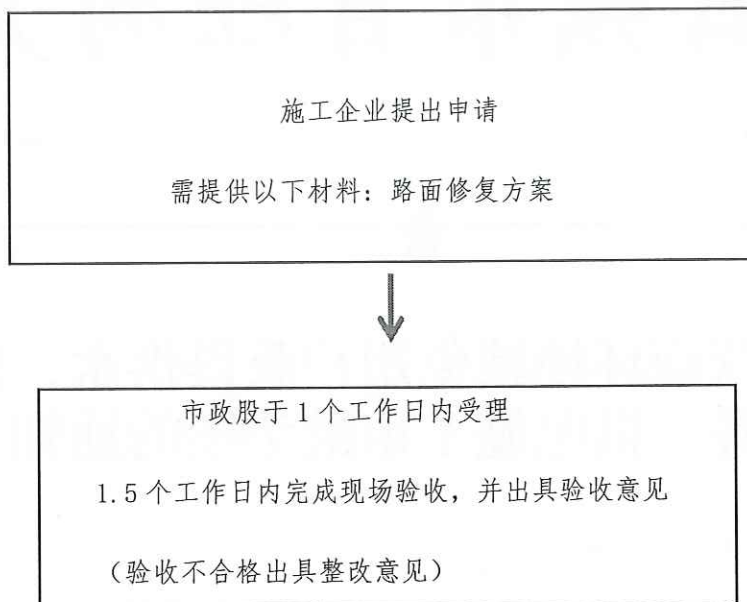 施工企业提出申请
需提供以下材料：路面修复方案
市政股于1个工作日内受理
1.5个工作日内完成现场验收，并出具验收意见
（验收不合格出具整改意见）